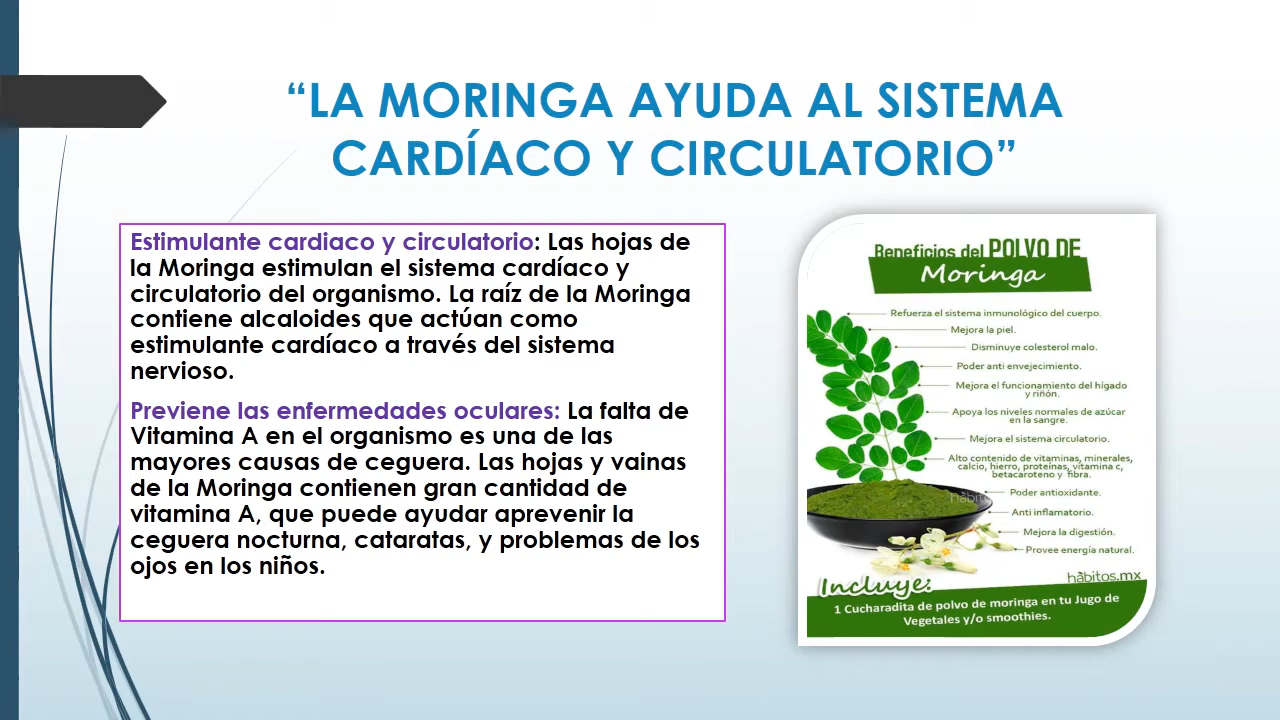 “LA MORINGA AYUDA AL SISTEMA
CARDÍACO Y CIRCULATORIO”
Estimulante cardiaco y circulatorio: Las hojas de
la Moringa estimulan el sistema cardíaco y
circulatorio del organismo. La raíz de la Moringa
contiene alcaloides que actúan como
estimulante cardíaco a través del sistema
nervioso.
Previene las enfermedades oculares: La falta de
Vitamina A en el organismo es una de las
mayores causas de ceguera. Las hojas y vainas
de la Moringa contienen gran cantidad de
vitamina A, que puede ayudar aprevenir la
ceguera nocturna, cataratas, y problemas de los
ojos en los niños.
Beneficios del POLVO DE
Moringa
Refuerza el sistema inmunológico del cuerpo.
Mejora la piel.
Disminuye colesterol malo.
Poder anti envejecimiento.
Mejora el funcionamiento del hígado
y riñón.
Apoya los niveles normales de azúcar
en la sangre.
Mejora el sistema circulatorio.
Alto contenido de vitaminas, minerales,
calcio, hierro, proteínas, vitamina c,
betacaroteno y fibra.
Poder antioxidante.
Anti inflamatorio.
Mejora la digestión.
Provee energía natural.
hábitos.mx
Incluye:
1 Cucharadita de polvo de moringa en tu Jugo de
Vegetales y/o smoothies.